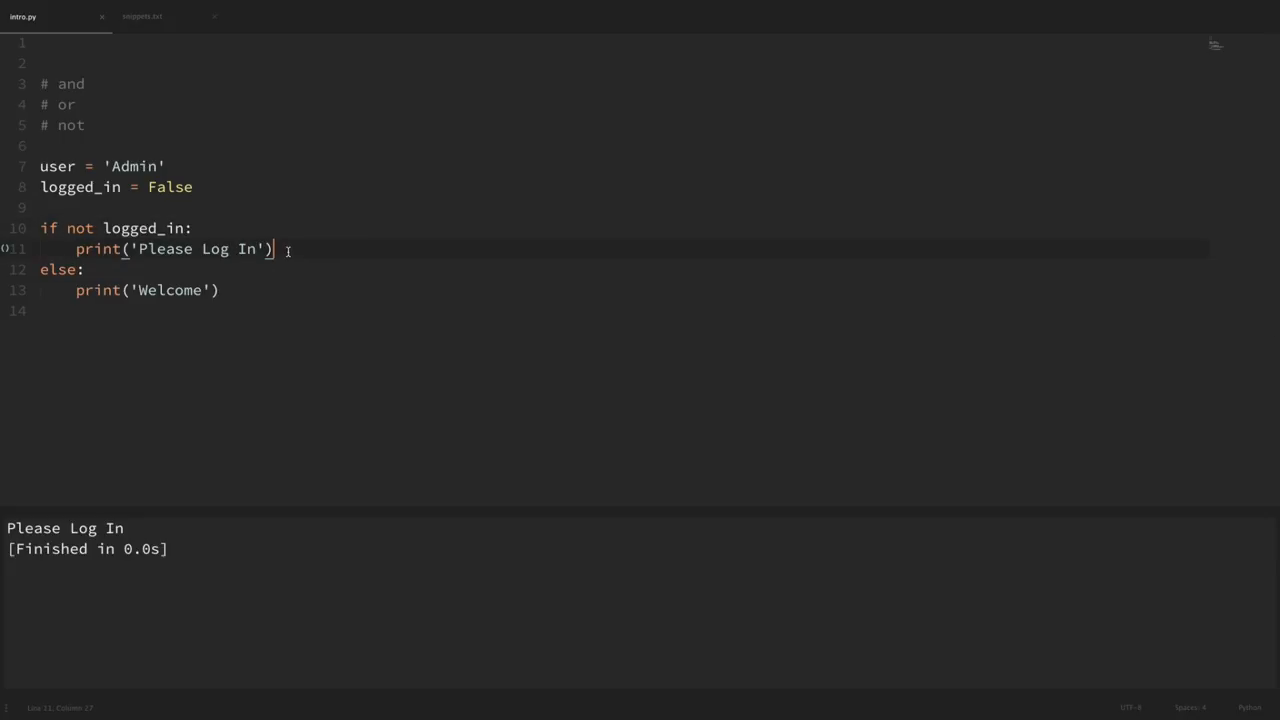 intro.py × snippets.txt ×
1
2
3 # and
4 # or
5 # not
6
7 user = 'Admin'
8 logged_in = False
9
10 if not logged_in:
()11     print('Please Log In')
12 else:
13     print('Welcome')
14
Please Log In
[Finished in 0.0s]
Line 11, Column 27 UTF-8 Spaces: 4 Python